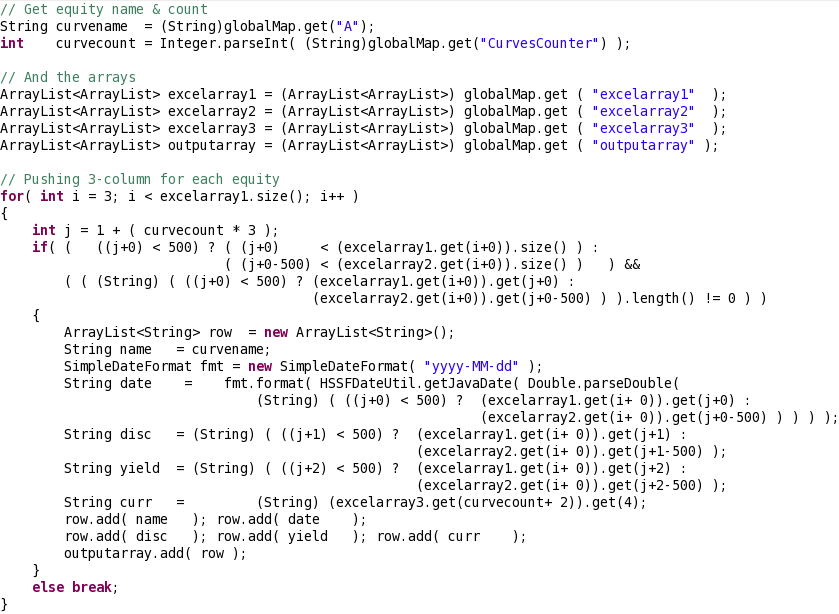 // Get equity name & count
String curvename  = (String)globalMap.get("A");
int    curvecount = Integer.parseInt( (String)globalMap.get("CurvesCounter") );

// And the arrays
ArrayList<ArrayList> excelarray1 = (ArrayList<ArrayList>) globalMap.get ( "excelarray1"  );
ArrayList<ArrayList> excelarray2 = (ArrayList<ArrayList>) globalMap.get ( "excelarray2"  );
ArrayList<ArrayList> excelarray3 = (ArrayList<ArrayList>) globalMap.get ( "excelarray3"  );
ArrayList<ArrayList> outputarray = (ArrayList<ArrayList>) globalMap.get ( "outputarray" );

// Pushing 3-column for each equity
for( int i = 3; i < excelarray1.size(); i++ )
{
    int j = 1 + ( curvecount * 3 );
    if( (   ((j+0) < 500) ? ( (j+0)     < (excelarray1.get(i+0)).size() ) :
                            ( (j+0-500) < (excelarray2.get(i+0)).size() )   ) &&
        ( ( (String) ( ((j+0) < 500) ? (excelarray1.get(i+0)).get(j+0) :
                                       (excelarray2.get(i+0)).get(j+0-500) ) ).length() != 0 ) )
    {
        ArrayList<String> row  = new ArrayList<String>();
        String name   = curvename;
        SimpleDateFormat fmt = new SimpleDateFormat( "yyyy-MM-dd" );
        String date    =    fmt.format( HSSFDateUtil.getJavaDate( Double.parseDouble(
                                (String) ( ((j+0) < 500) ?  (excelarray1.get(i+ 0)).get(j+0) :
                                                            (excelarray2.get(i+ 0)).get(j+0-500) ) ) ) );
        String disc   = (String) ( ((j+1) < 500) ?  (excelarray1.get(i+ 0)).get(j+1) :
                                                    (excelarray2.get(i+ 0)).get(j+1-500) );
        String yield  = (String) ( ((j+2) < 500) ?  (excelarray1.get(i+ 0)).get(j+2) :
                                                    (excelarray2.get(i+ 0)).get(j+2-500) );
        String curr   =         (String) (excelarray3.get(curvecount+ 2)).get(4);
        row.add( name   ); row.add( date    );
        row.add( disc   ); row.add( yield   ); row.add( curr    );
        outputarray.add( row );
    }
    else break;
}